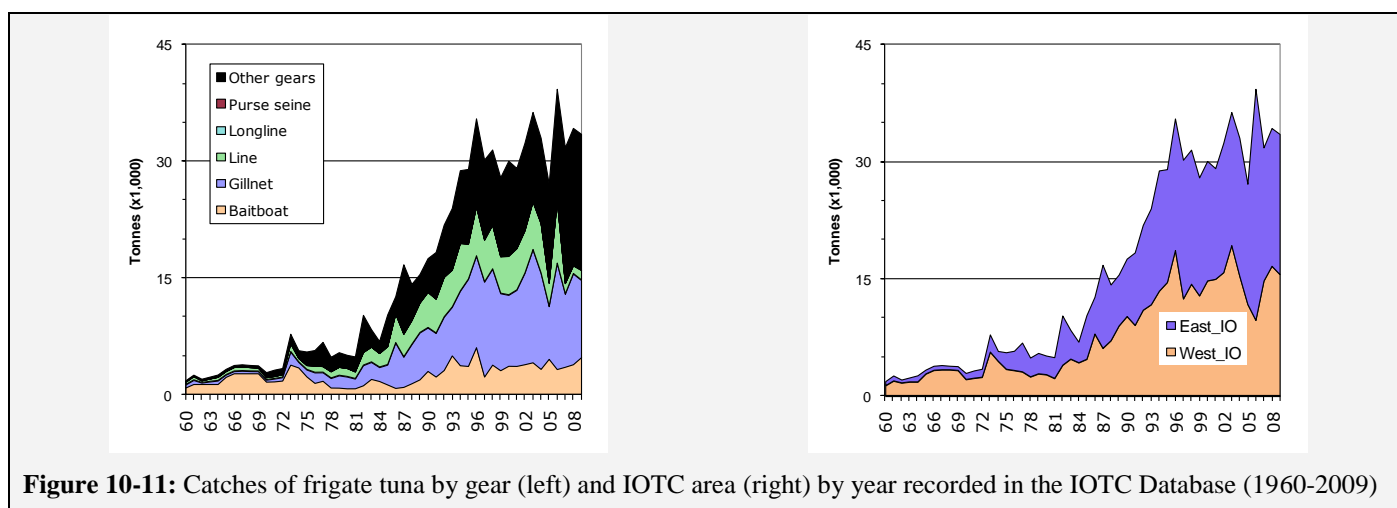 45
30
15
0
Tonnes (x1,000)
Other gears
Purse seine
Longline
Line
Gillnet
Baitboat
60 63 66 69 72 75 78 81 84 87 90 93 96 99 02 05 08
45
30
15
0
Tonnes (x1,000)
East_IO
West_IO
60 63 66 69 72 75 78 81 84 87 90 93 96 99 02 05 08
Figure 10-11: Catches of frigate tuna by gear (left) and IOTC area (right) by year recorded in the IOTC Database (1960-2009)